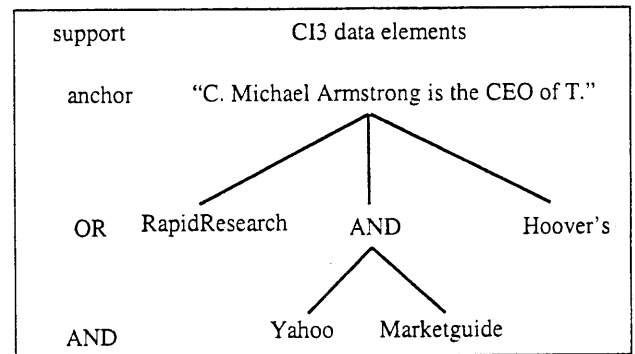 support CI3 data elements
anchor “C. Michael Armstrong is the CEO of T.”
OR RapidResearch AND Hoover's
AND Yahoo Marketguide